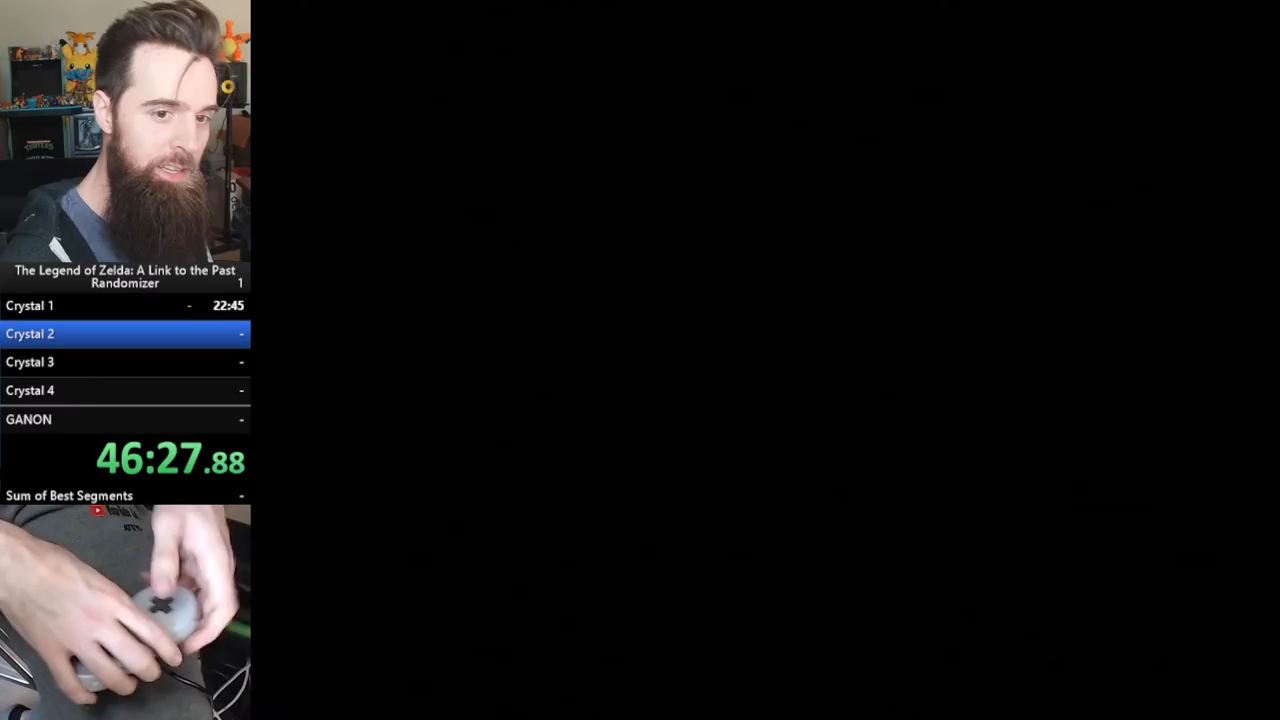 The Legend of Zelda: A Link to the Past
Randomizer 1
Crystal 1 - 22:45
Crystal 2 -
Crystal 3 -
Crystal 4 -
GANON -
46:27.88
Sum of Best Segments -